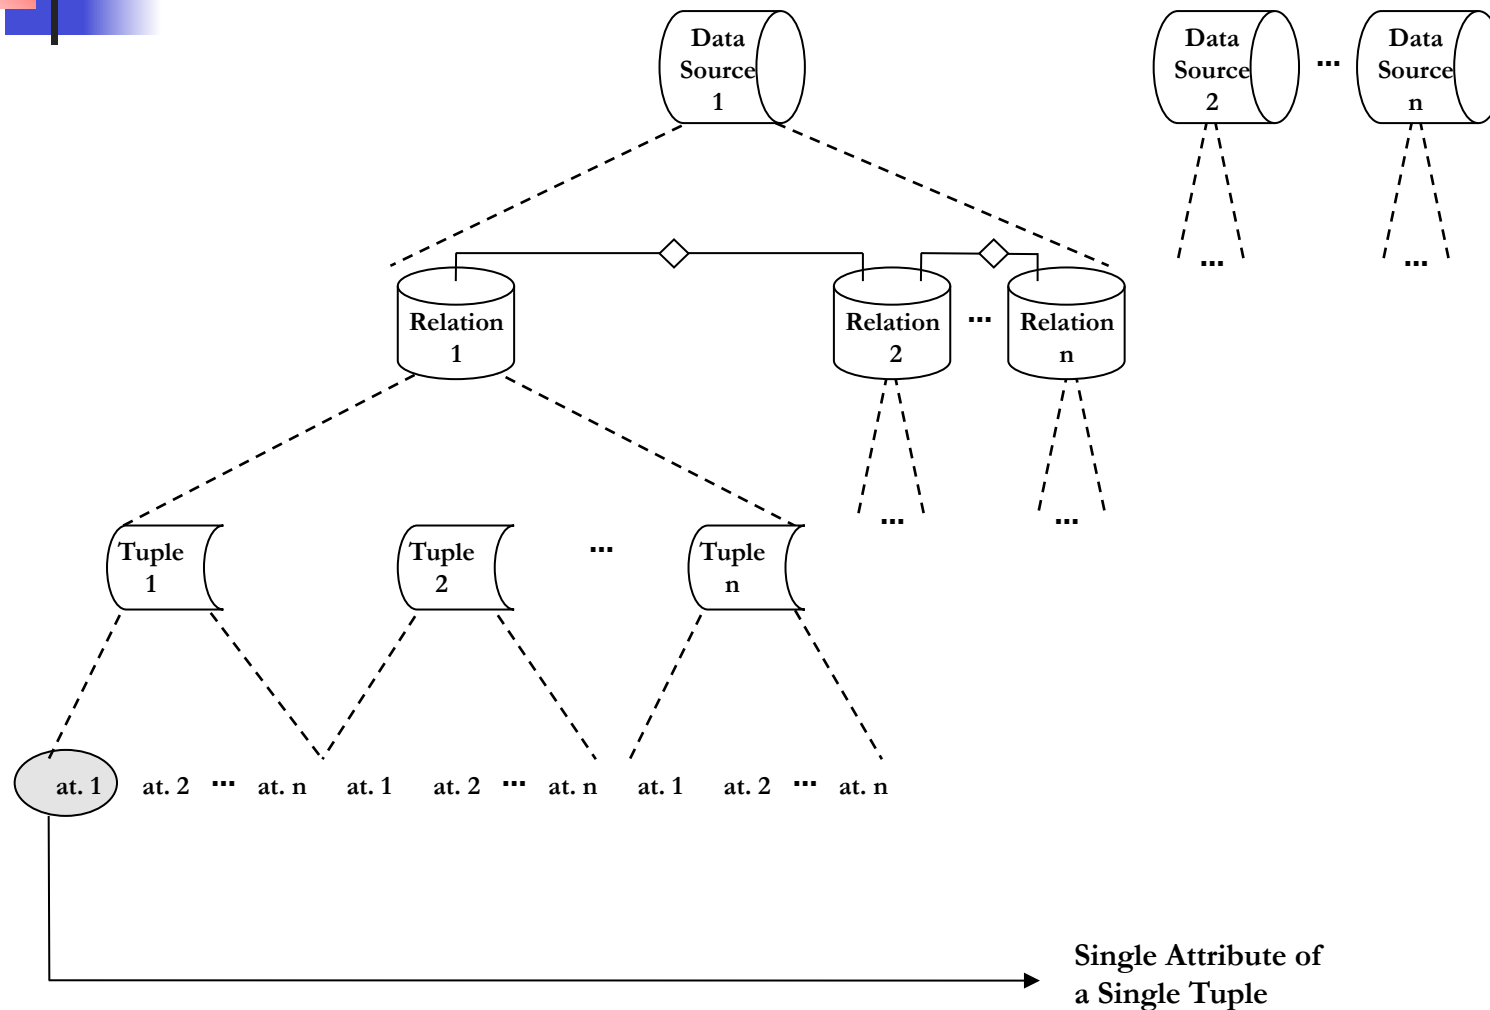 Data
Source
1
Data
Source
2
...
Data
Source
n
...
...
Relation
1
Relation
2
...
Relation
n
...
...
Tuple
1
Tuple
2
...
Tuple
n
at. 1 at. 2 ... at. n at. 1 at. 2 ... at. n at. 1 at. 2 ... at. n
Single Attribute of
a Single Tuple